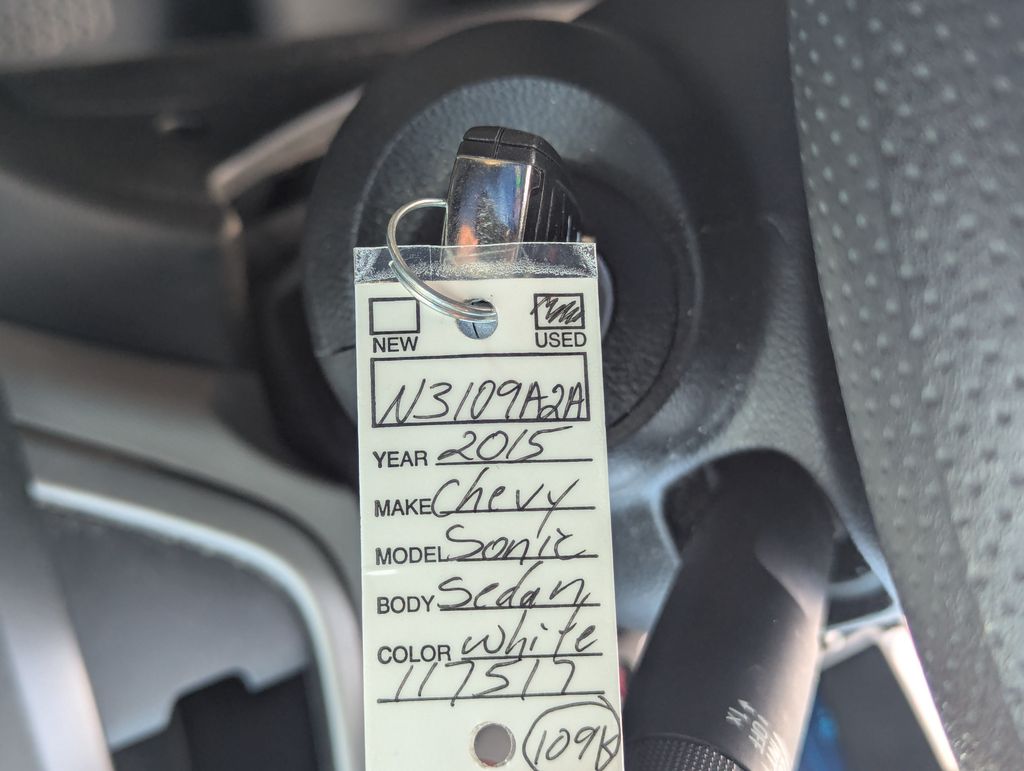 NEW USED
N3109A2A
YEAR 2015
MAKE Chevy
MODEL Sonic
BODY Sedan
COLOR white
117517
109K